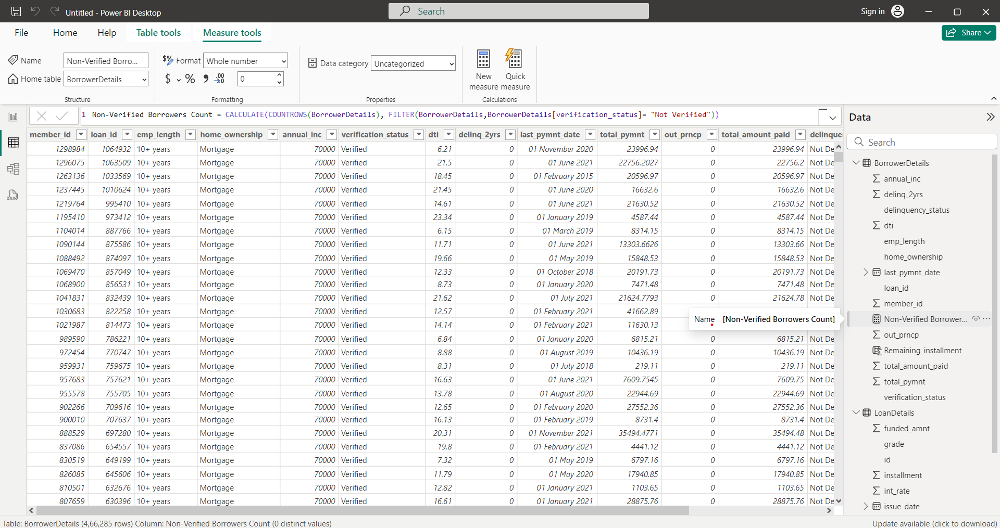 Untitled - Power BI Desktop
Search
Sign in
File Home Help Table tools Measure tools
Share
Name Non-Verified Borro...
Home table BorrowerDetails
Structure
$% Format Whole number
$ % , .00 0
Formatting
Data category Uncategorized
Properties
New measure
Quick measure
Calculations
1 Non-Verified Borrowers Count = CALCULATE(COUNTROWS(BorrowerDetails), FILTER(BorrowerDetails,BorrowerDetails[verification_status]= "Not Verified"))
member_id loan_id emp_length home_ownership annual_inc verification_status dti delinq_2yrs last_pymnt_date total_pymnt out_prncp total_amount_paid delinquer
1298984 1064932 10+ years Mortgage 70000 Verified 6.21 0 01 November 2020 23996.94 0 23996.94 Not De
1296075 1063509 10+ years Mortgage 70000 Verified 21.5 0 01 June 2021 22756.2027 0 22756.2 Not De
1263136 1033569 10+ years Mortgage 70000 Verified 18.45 0 01 February 2015 20596.97 0 20596.97 Not De
1237445 1010624 10+ years Mortgage 70000 Verified 21.45 0 01 June 2020 16632.6 0 16632.6 Not De
1219764 995410 10+ years Mortgage 70000 Verified 14.61 0 01 June 2021 21630.52 0 21630.52 Not De
1195410 973412 10+ years Mortgage 70000 Verified 23.34 0 01 January 2019 4587.44 0 4587.44 Not De
1104014 887766 10+ years Mortgage 70000 Verified 6.15 0 01 March 2019 8314.15 0 8314.15 Not De
1090144 875586 10+ years Mortgage 70000 Verified 11.71 0 01 June 2021 13303.6626 0 13303.66 Not De
1088492 874097 10+ years Mortgage 70000 Verified 19.66 0 01 May 2019 15848.53 0 15848.53 Not De
1069470 857049 10+ years Mortgage 70000 Verified 12.33 0 01 October 2018 20191.73 0 20191.73 Not De
1068900 856531 10+ years Mortgage 70000 Verified 8.73 0 01 January 2020 7471.48 0 7471.48 Not De
1041831 832439 10+ years Mortgage 70000 Verified 21.62 0 01 July 2021 21624.7793 0 21624.78 Not De
1030683 822258 10+ years Mortgage 70000 Verified 12.57 0 01 February 2021 41662.89
1021987 814473 10+ years Mortgage 70000 Verified 14.14 0 01 February 2021 11630.13
Name [Non-Verified Borrowers Count]
989590 786221 10+ years Mortgage 70000 Verified 6.84 0 01 January 2020 6815.21 0 6815.21 Not De
972454 770747 10+ years Mortgage 70000 Verified 8.88 0 01 August 2019 10436.19 0 10436.19 Not De
959931 759675 10+ years Mortgage 70000 Verified 8.31 0 01 July 2018 219.11 0 219.11 Not De
957683 757621 10+ years Mortgage 70000 Verified 16.63 0 01 June 2021 7609.7545 0 7609.75 Not De
955578 755705 10+ years Mortgage 70000 Verified 13.78 0 01 August 2020 22944.69 0 22944.69 Not De
902266 709616 10+ years Mortgage 70000 Verified 12.65 0 01 February 2020 27552.36 0 27552.36 Not De
900010 707637 10+ years Mortgage 70000 Verified 16.13 0 01 February 2019 8731.4 0 8731.4 Not De
888529 697280 10+ years Mortgage 70000 Verified 20.31 0 01 November 2021 35494.4771 0 35494.48 Not De
837086 654557 10+ years Mortgage 70000 Verified 19.8 0 01 February 2021 4441.12 0 4441.12 Not De
830519 649199 10+ years Mortgage 70000 Verified 7.32 0 01 May 2019 6797.16 0 6797.16 Not De
826085 645606 10+ years Mortgage 70000 Verified 11.79 0 01 May 2020 17940.85 0 17940.85 Not De
810501 632676 10+ years Mortgage 70000 Verified 12.82 0 01 January 2021 1103.65 0 1103.65 Not De
807659 630396 10+ years Mortgage 70000 Verified 16.61 0 01 January 2021 28875.76 0 28875.76 Not De
Data
Search
BorrowerDetails
annual_inc
delinq_2yrs
delinquency_status
dti
emp_length
home_ownership
last_pymnt_date
loan_id
member_id
Non-Verified Borrower... ...
out_prncp
Remaining_installment
total_amount_paid
total_pymnt
verification_status
LoanDetails
funded_amnt
grade
id
installment
int_rate
issue date
DAX
Table: BorrowerDetails (4,66,285 rows) Column: Non-Verified Borrowers Count (0 distinct values)
Update available (click to download)